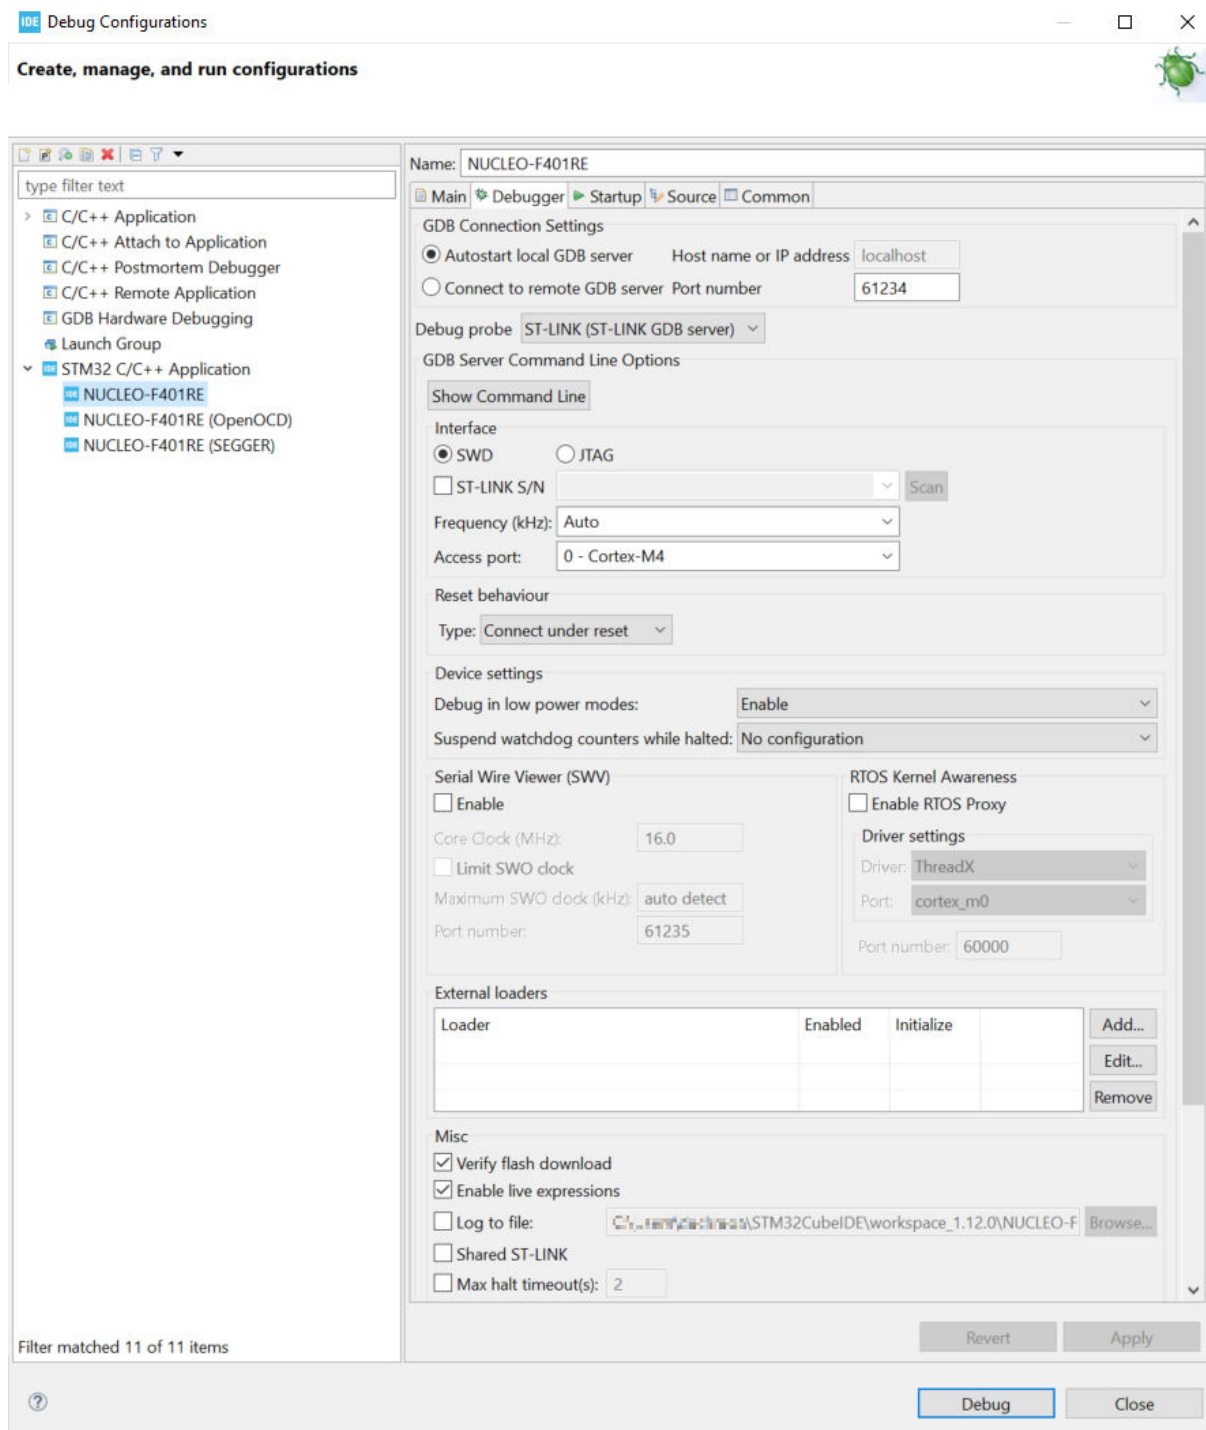 IDE Debug Configurations
Create, manage, and run configurations
type filter text
C/C++ Application
C/C++ Attach to Application
C/C++ Postmortem Debugger
C/C++ Remote Application
GDB Hardware Debugging
Launch Group
STM32 C/C++ Application
NUCLEO-F401RE
NUCLEO-F401RE (OpenOCD)
NUCLEO-F401RE (SEGGER)
Filter matched 11 of 11 items
Name: NUCLEO-F401RE
Main Debugger Startup Source Common
GDB Connection Settings
Autostart local GDB server Host name or IP address localhost
Connect to remote GDB server Port number 61234
Debug probe ST-LINK (ST-LINK GDB server)
GDB Server Command Line Options
Show Command Line
Interface
SWD JTAG
ST-LINK S/N Scan
Frequency (kHz): Auto
Access port: 0 - Cortex-M4
Reset behaviour
Type: Connect under reset
Device settings
Debug in low power modes: Enable
Suspend watchdog counters while halted: No configuration
Serial Wire Viewer (SWV)
Enable
Core Clock (MHz): 16.0
Limit SWO clock
Maximum SWO clock (kHz): auto detect
Port number: 61235
RTOS Kernel Awareness
Enable RTOS Proxy
Driver settings
Driver: ThreadX
Port: cortex_m0
Port number: 60000
External loaders
Loader Enabled Initialize
Add...
Edit...
Remove
Misc
Verify flash download
Enable live expressions
Log to file: \STM32CubeIDE\workspace_1.12.0\NUCLEO-F Browse...
Shared ST-LINK
Max halt timeout(s): 2
Revert Apply
Debug Close